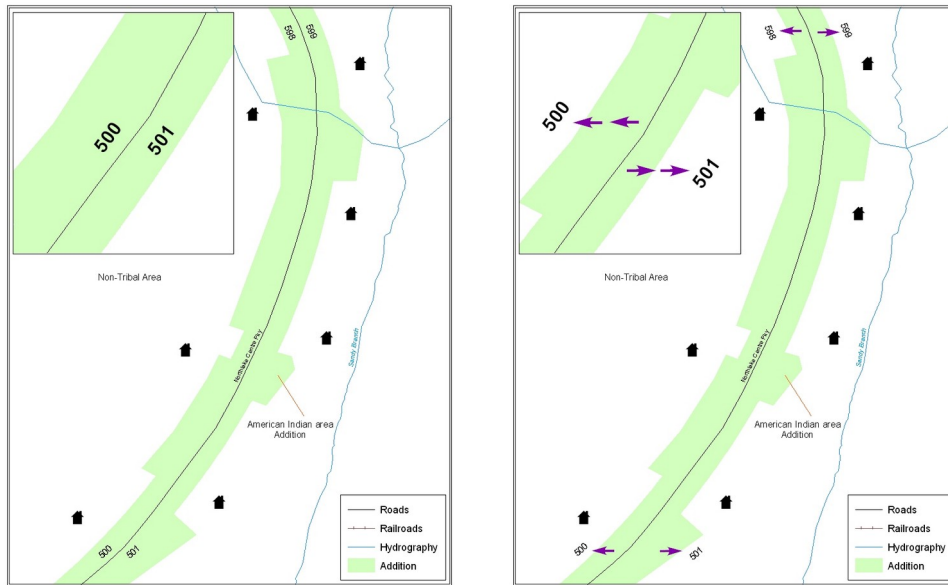 598
599
500
501
Non-Tribal Area
Northlake Centre Pky
Sandy Branch
American Indian area
Addition
500
501
Roads
Railroads
Hydrography
Addition
598
599
500
501
Non-Tribal Area
Northlake Centre Pky
Sandy Branch
American Indian area
Addition
500
501
Roads
Railroads
Hydrography
Addition